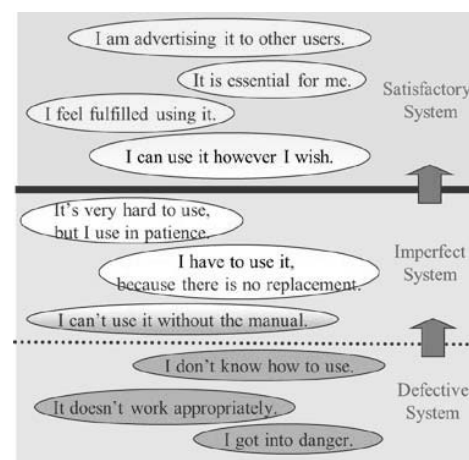 I am advertising it to other users.
It is essential for me.
I feel fulfilled using it.
I can use it however I wish.
Satisfactory
System
It's very hard to use,
but I use in patience.
I have to use it,
because there is no replacement.
I can't use it without the manual.
Imperfect
System
I don't know how to use.
It doesn't work appropriately.
I got into danger.
Defective
System